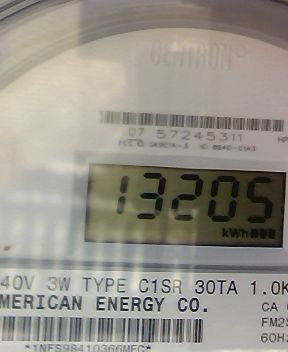 CENTRON®
07 57245311
13205
kWh
40V 3W TYPE C1SR 30TA 1.0K
MERICAN ENERGY CO.
CA
FM2S
60HZ